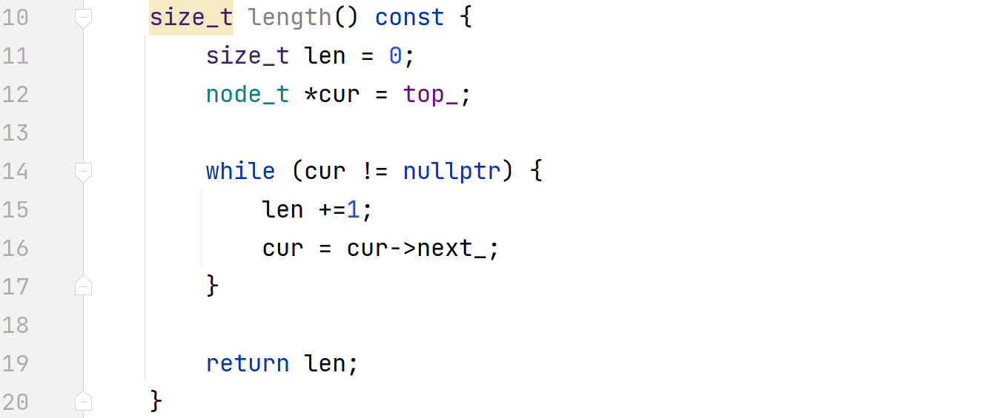 10 size_t length() const {
11 size_t len = 0;
12 node_t *cur = top_;
13
14 while (cur != nullptr) {
15 len +=1;
16 cur = cur->next_;
17 }
18
19 return len;
20 }